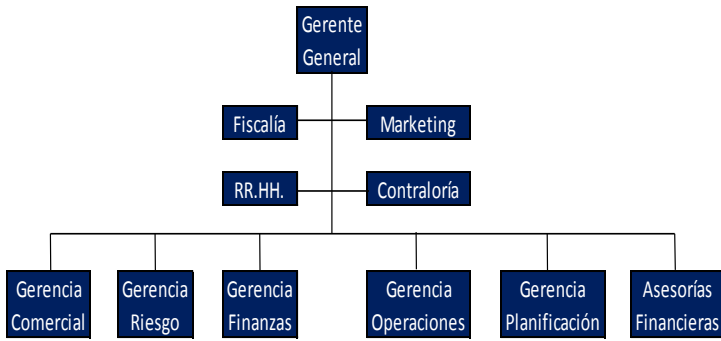 Gerente
General
Fiscalía
Marketing
RR.HH.
Contraloría
Gerencia
Comercial
Gerencia
Riesgo
Gerencia
Finanzas
Gerencia
Operaciones
Gerencia
Planificación
Asesorías
Financieras